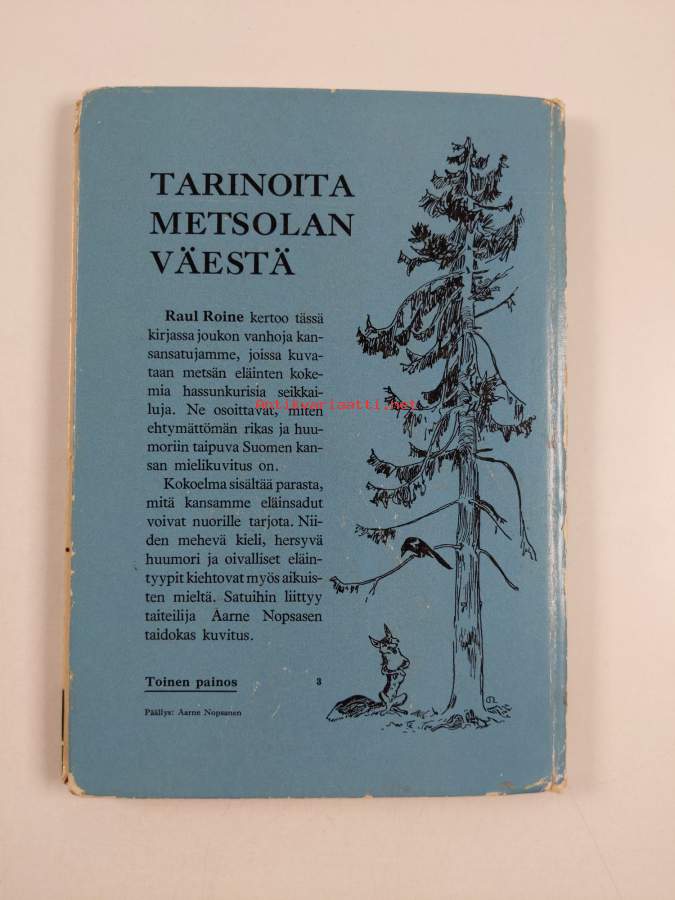 TARINOITA
METSOLAN
VÄESTÄ
Raul Roine kertoo tässä
kirjassa joukon vanhoja kan-
sansatujamme, joissa kuva-
taan metsän eläinten koke-
mia hassunkurisia seikkai-
luja. Ne osoittavat, miten
Antikvariaatti.net
ehtymättömän rikas ja huu-
moriin taipuva Suomen kan-
san mielikuvitus on.
Kokoelma sisältää parasta,
mitä kansamme eläinsadut
voivat nuorille tarjota. Nii-
den mehevä kieli, hersyvä
huumori ja oivalliset eläin-
tyypit kiehtovat myös aikuis-
ten mieltä. Satuihin liittyy
taiteilija Aarne Nopsasen
taidokas kuvitus.
Toinen painos 3
Päällys: Aarne Nopsanen